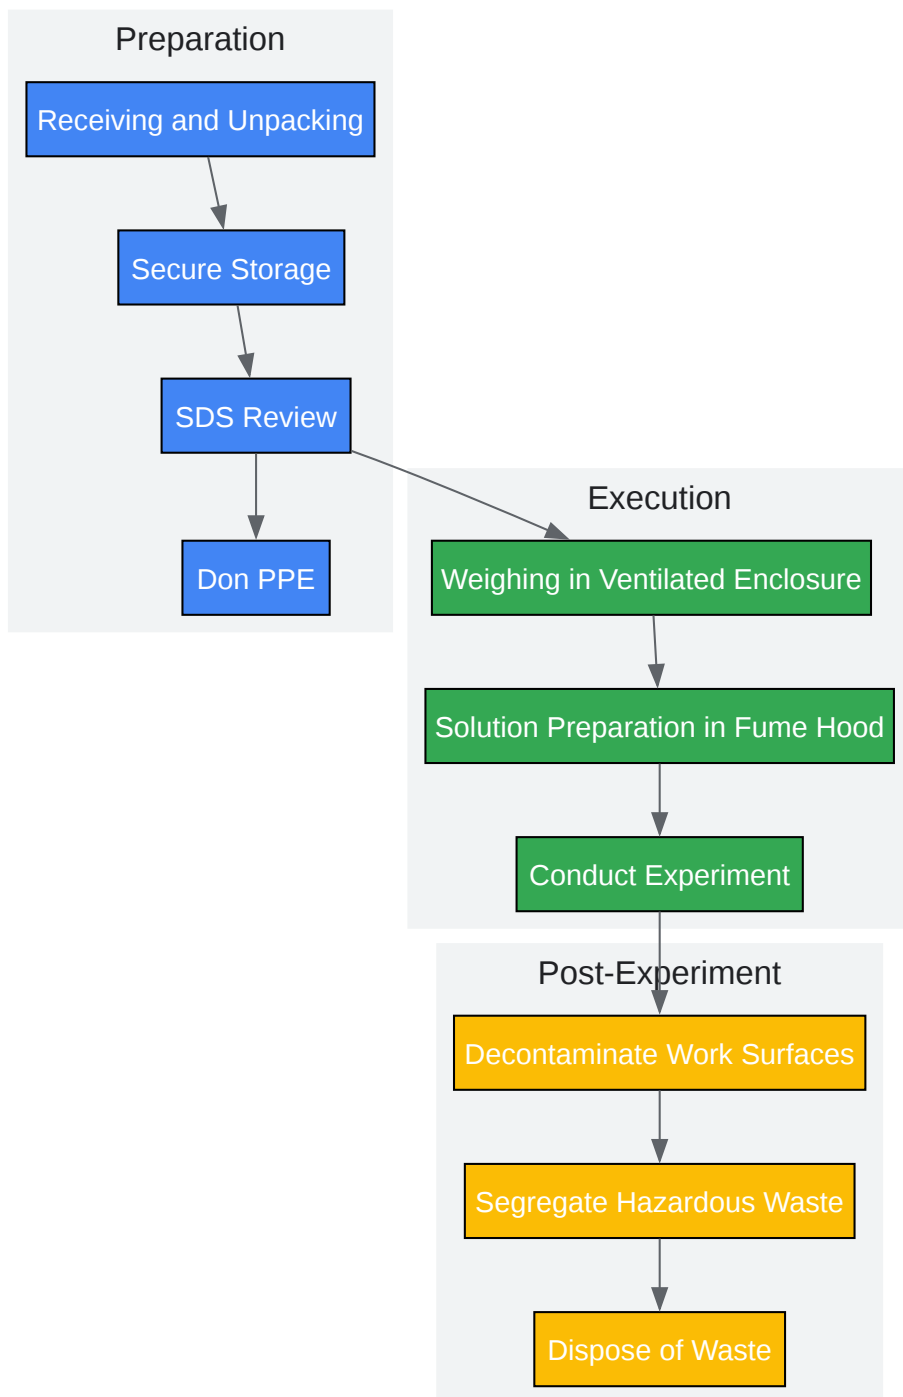 Preparation
Receiving and Unpacking
Secure Storage
SDS Review
Don PPE
Execution
Weighing in Ventilated Enclosure
Solution Preparation in Fume Hood
Conduct Experiment
Post-Experiment
Decontaminate Work Surfaces
Segregate Hazardous Waste
Dispose of Waste